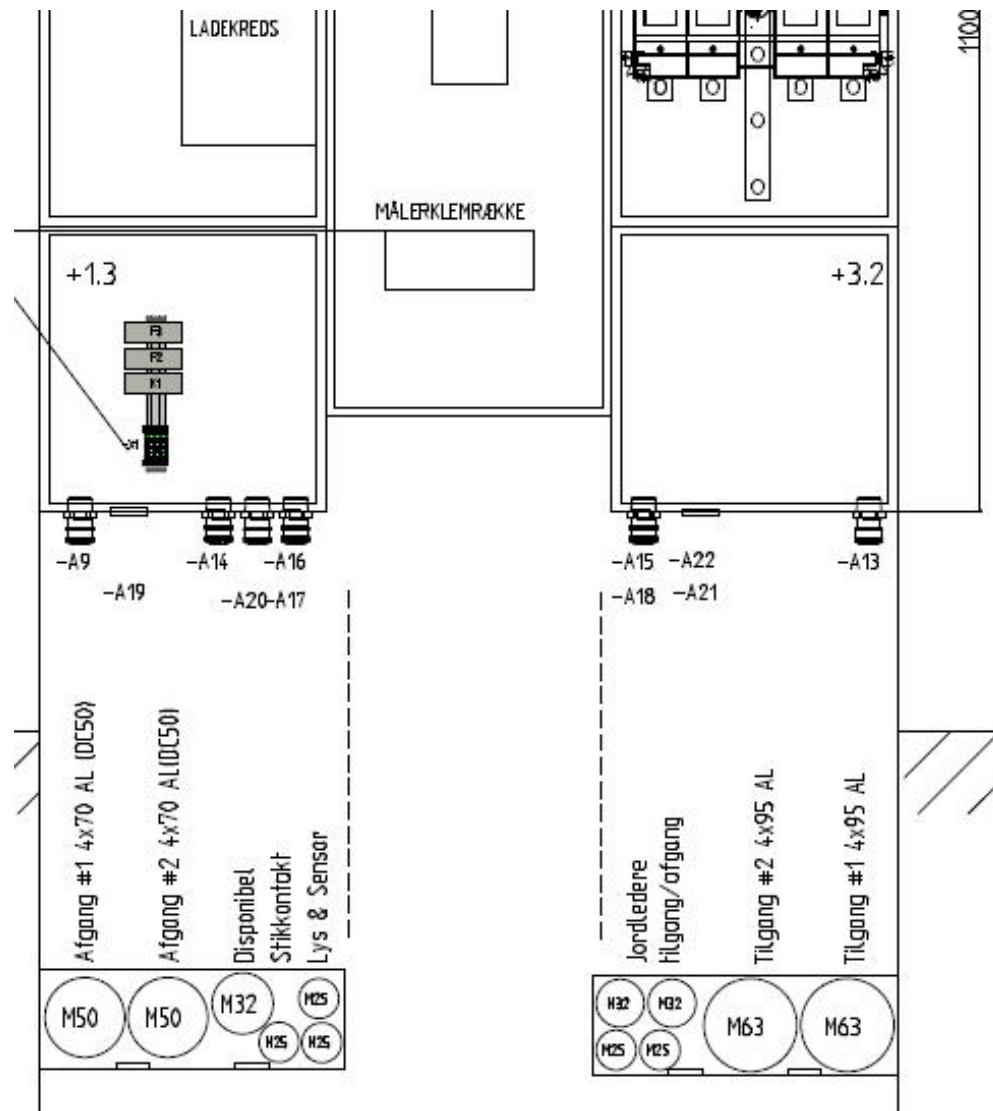 LADEKREDS
1100
MÅLERKLEMRÆKKE
+1.3
+3.2
F3
F2
K1
-A9
-A14
-A16
-A15
-A22
-A13
-A19
-A20-A17
-A18
-A21
Afgang #1 4x70 AL (DC50)
Afgang #2 4x70 AL(DC50)
Disponibel
Stikkontakt
Lys & Sensor
Jordledere
tilgang/afgang
Tilgang #2 4x95 AL
Tilgang #1 4x95 AL
M50
M50
M32
M25
M25
M25
M32
M32
M25
M25
M63
M63